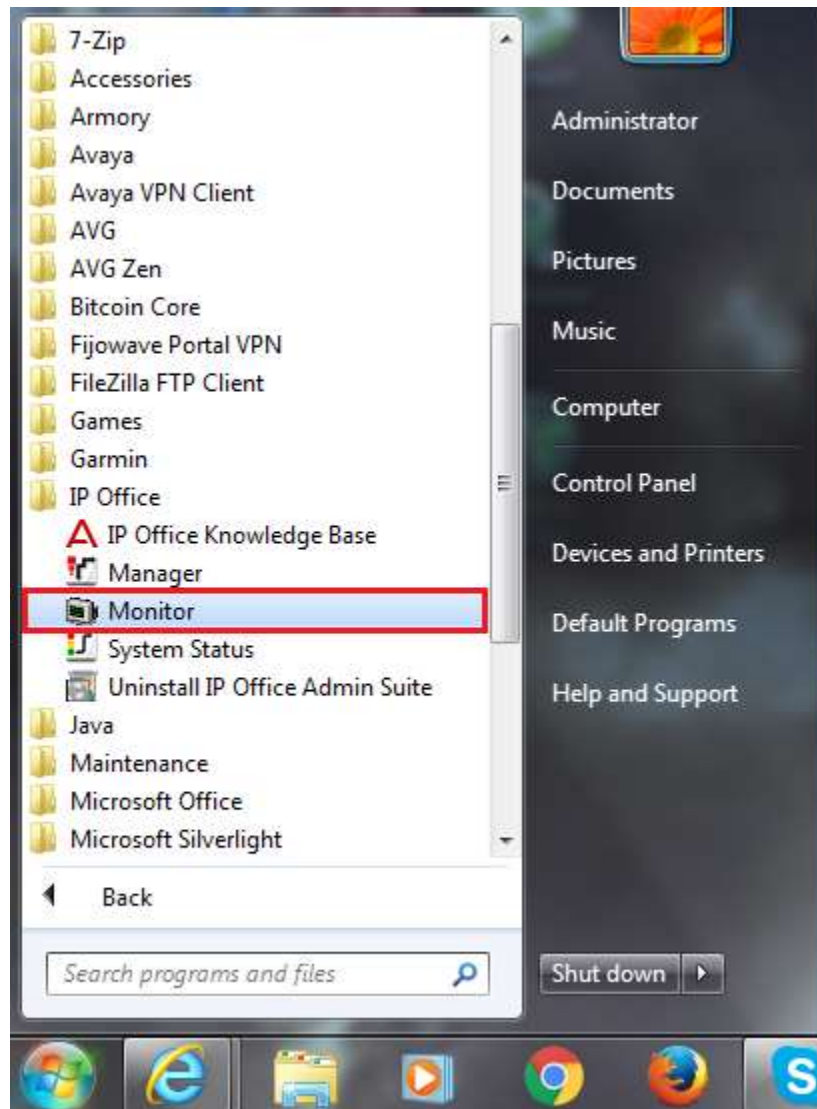 7-Zip
Accessories
Armory
Avaya
Avaya VPN Client
AVG
AVG Zen
Bitcoin Core
Fijowave Portal VPN
FileZilla FTP Client
Games
Garmin
IP Office
IP Office Knowledge Base
Manager
Monitor
System Status
Uninstall IP Office Admin Suite
Java
Maintenance
Microsoft Office
Microsoft Silverlight
Back
Search programs and files
Administrator
Documents
Pictures
Music
Computer
Control Panel
Devices and Printers
Default Programs
Help and Support
Shut down
S